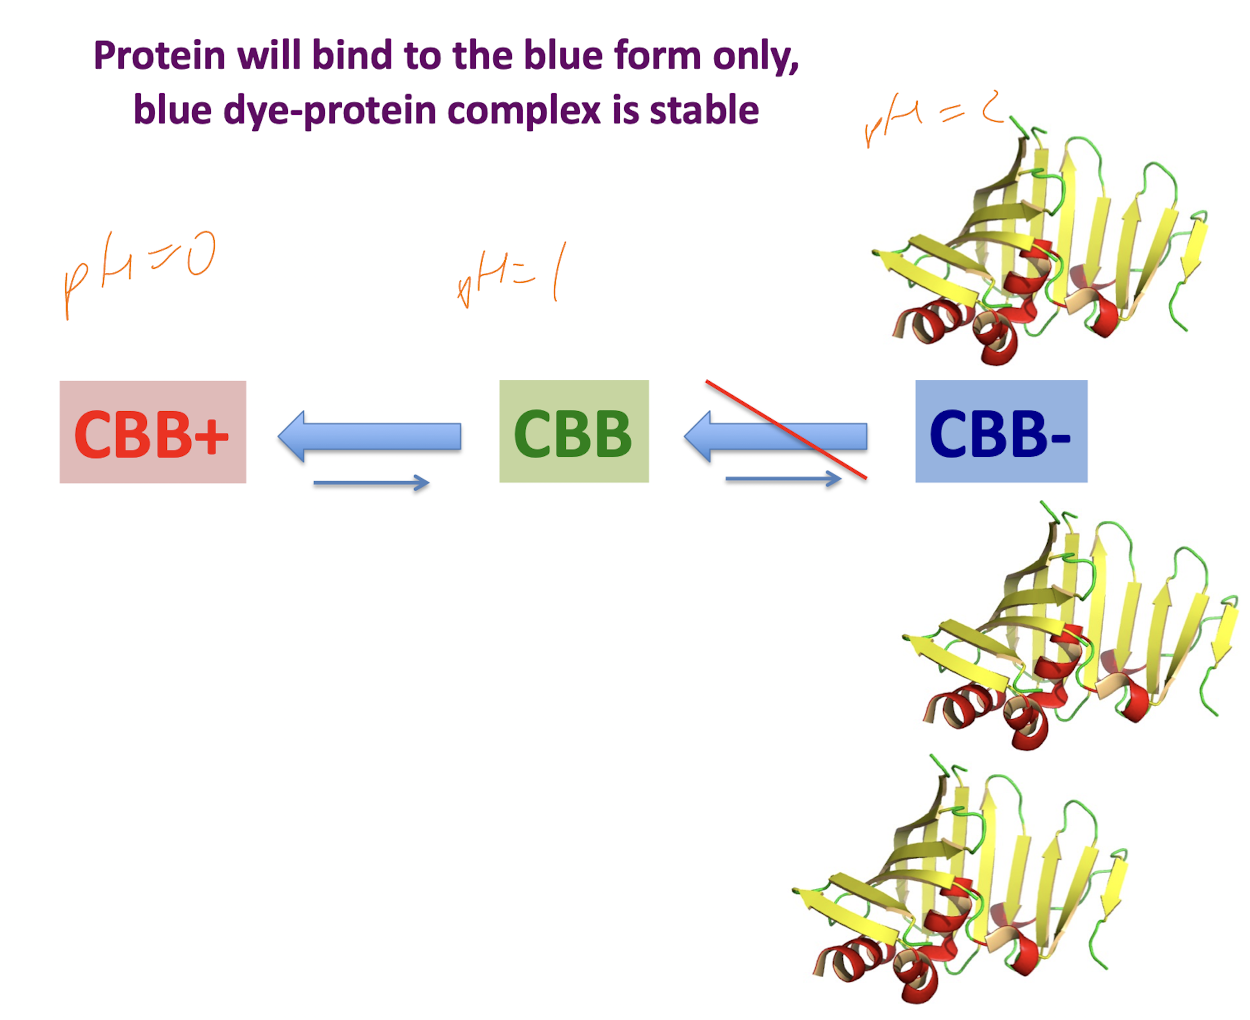 Protein will bind to the blue form only,
blue dye-protein complex is stable
pH = 2
pH = 0
pH = 1
CBB+
CBB
CBB-